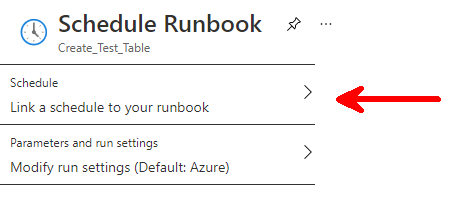 Schedule Runbook
Create_Test_Table
Schedule
Link a schedule to your runbook
Parameters and run settings
Modify run settings (Default: Azure)